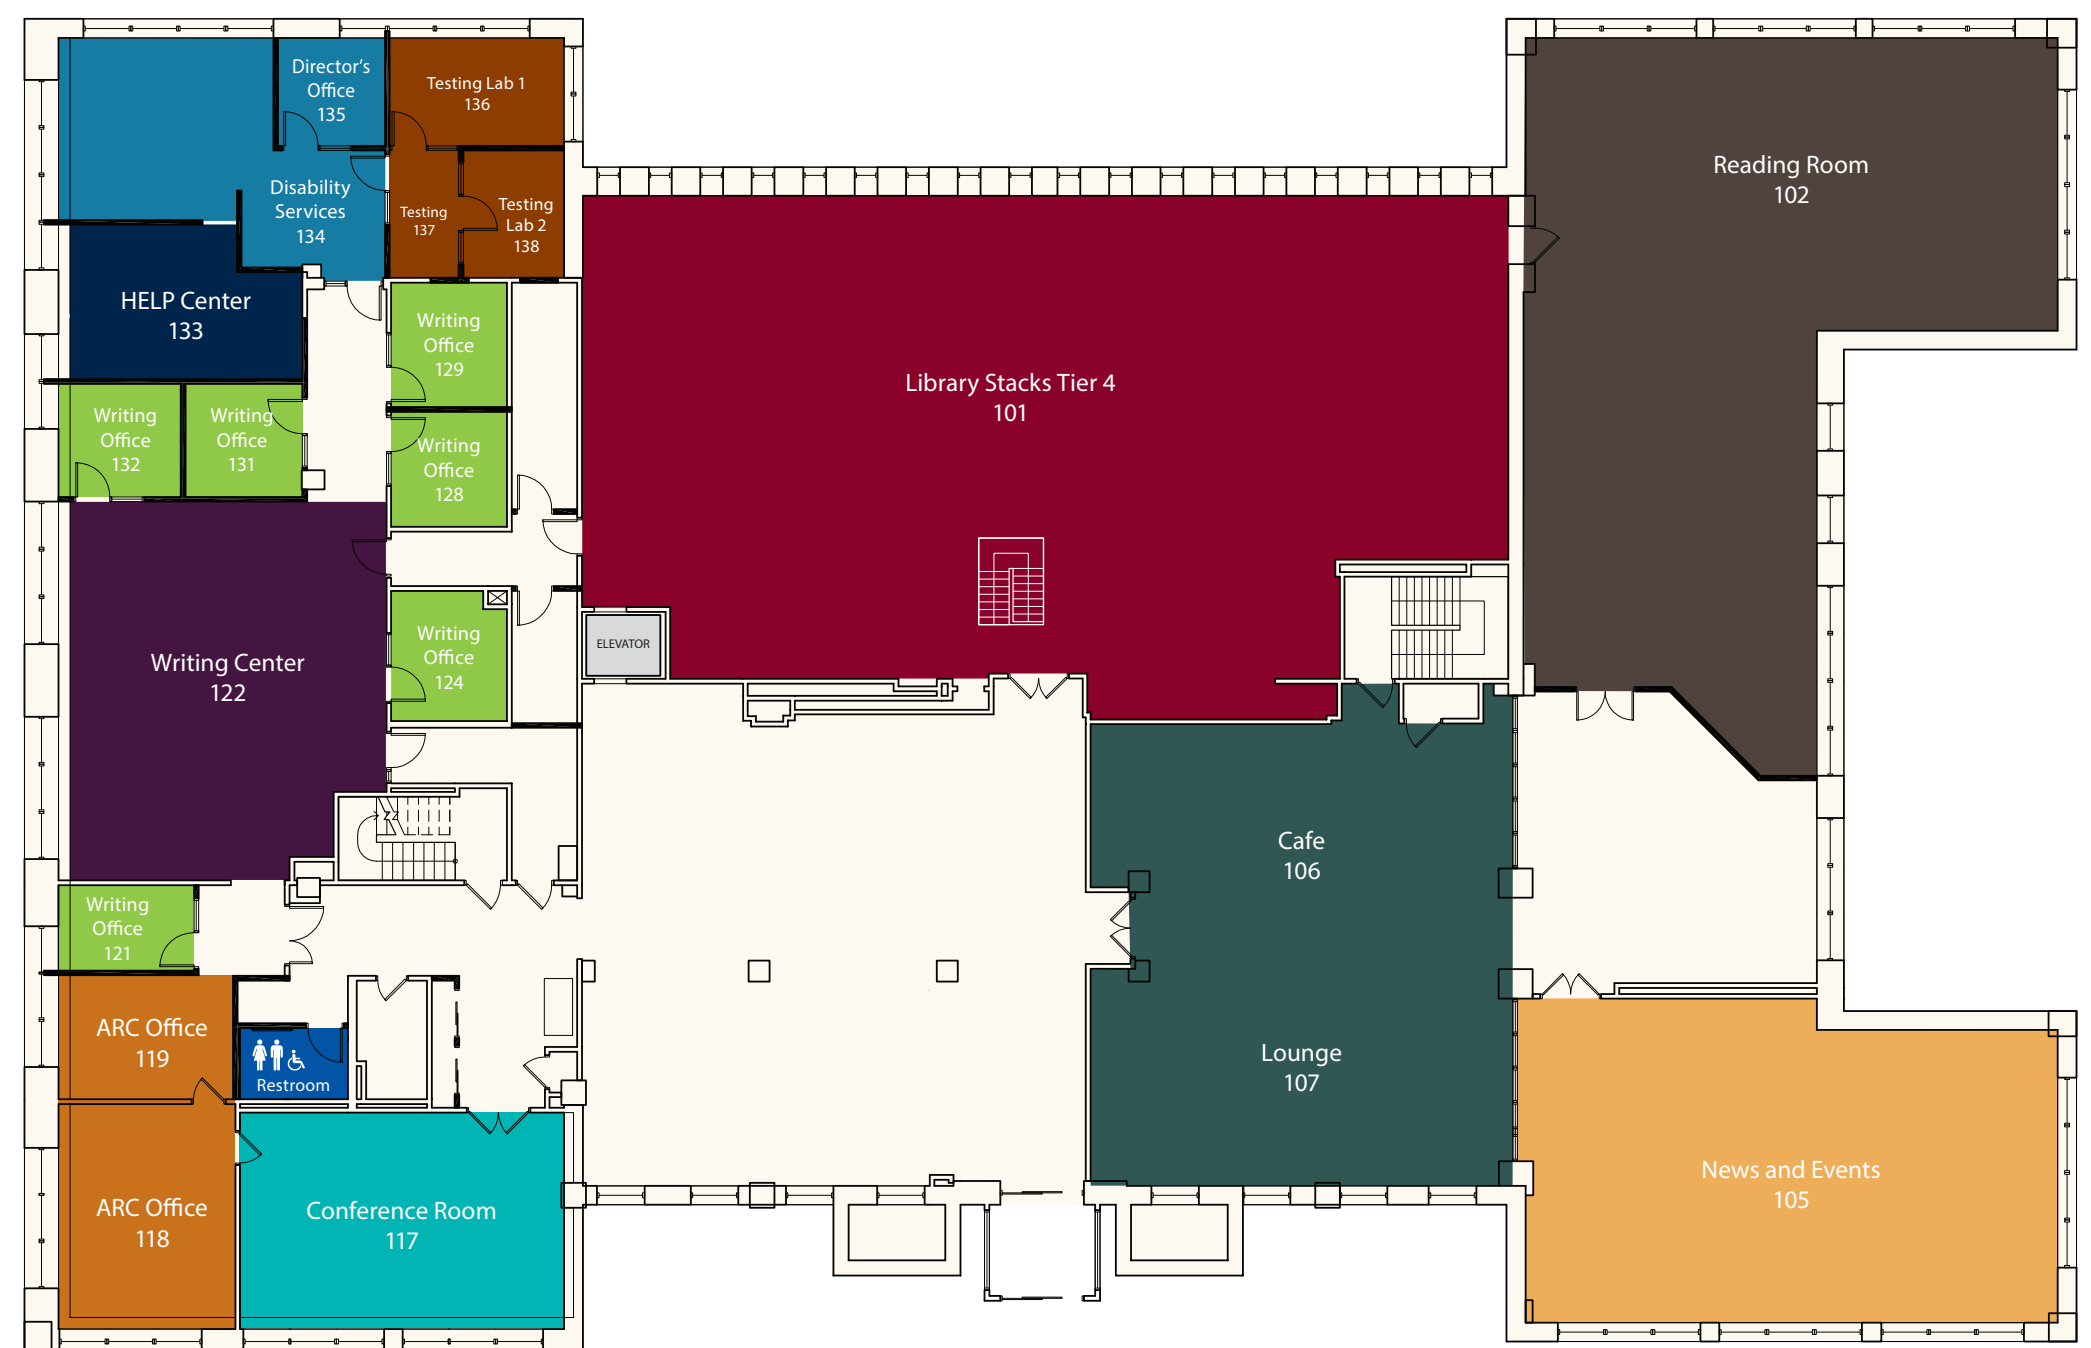 Director's
Office
135
Testing Lab 1
136
Disability
Services
134
Testing
137
Testing
Lab 2
138
Reading Room
102
HELP Center
133
Writing
Office
129
Library Stacks Tier 4
101
Writing
Office
132
Writing
Office
131
Writing
Office
128
Writing Center
122
Writing
Office
124
ELEVATOR
Cafe
106
Writing
Office
121
ARC Office
119
Restroom
Lounge
107
ARC Office
118
Conference Room
117
News and Events
105